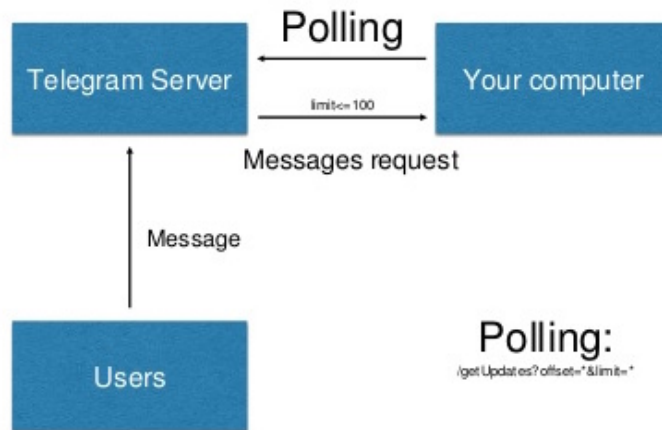 Polling
Telegram Server
Your computer
limit<=100
Messages request
Message
Users
Polling:
/getUpdates?offset=*&limit=*